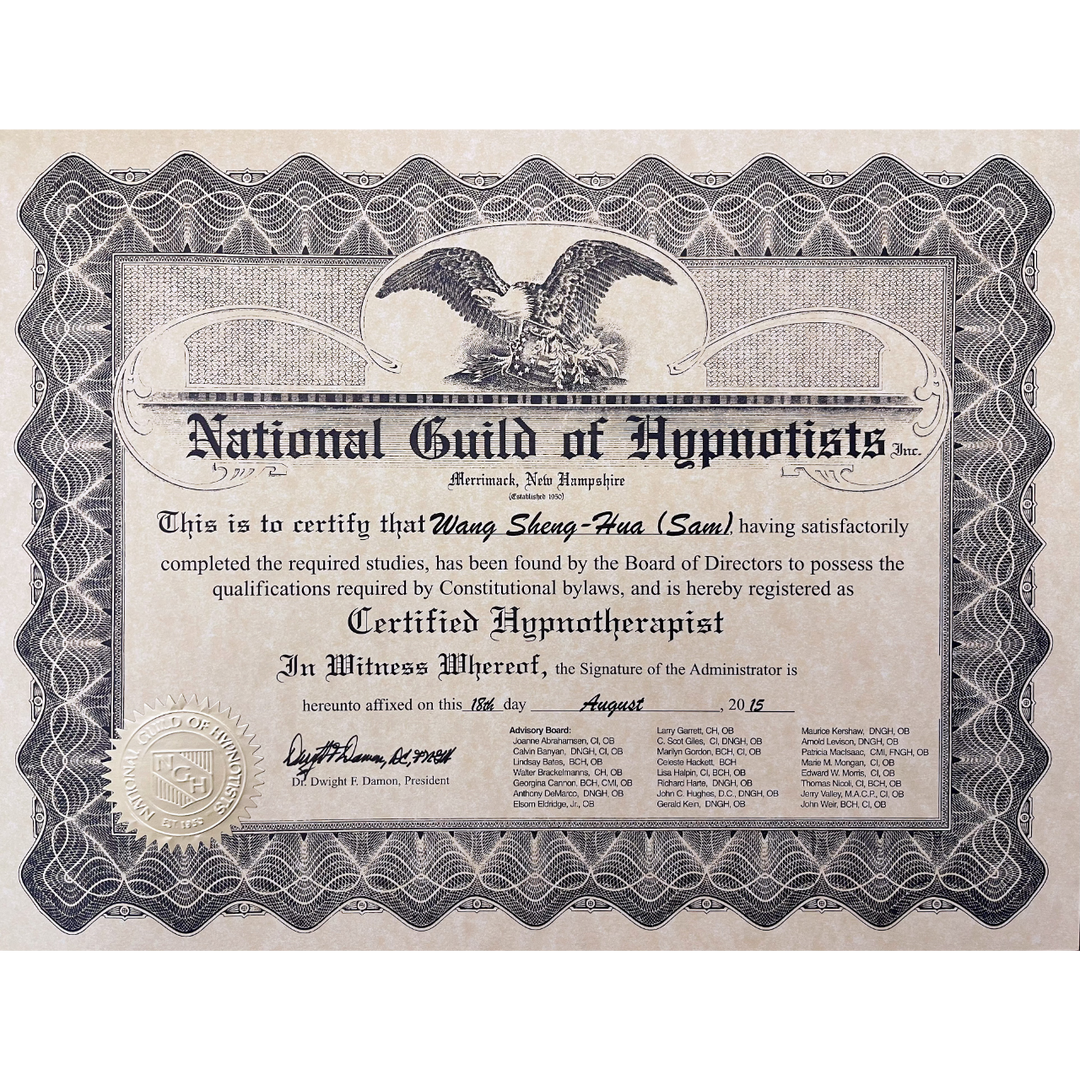 National Guild of Hypnotists Inc.
Merrimack, New Hampshire
(Established 1950)
This is to certify that Wang Sheng-Hua (Sam), having satisfactorily
completed the required studies, has been found by the Board of Directors to possess the
qualifications required by Constitutional bylaws, and is hereby registered as
Certified Hypnotherapist
In Witness Whereof, the Signature of the Administrator is
hereunto affixed on this 18th day August, 2015
NATIONAL GUILD OF HYPNOTISTS
NGH
EST. 1950
Dr. Dwight F. Damon, President
Advisory Board:
Joanne Abrahamsen, CI, OB
Calvin Banyan, DNGH, CI, OB
Lindsay Bates, BCH, OB
Walter Brackelmanns, CH, OB
Georgina Cannon, BCH, CMI, OB
Anthony DeMarco, DNGH, OB
Elsom Eldridge, Jr., OB
Larry Garrett, CH, OB
C. Scot Giles, CI, DNGH, OB
Marilyn Gordon, BCH, CI, OB
Celeste Hackett, BCH
Lisa Halpin, CI, BCH, OB
Richard Harte, DNGH, OB
John C. Hughes, D.C., DNGH, OB
Gerald Kein, DNGH, OB
Maurice Kershaw, DNGH, OB
Arnold Levison, DNGH, OB
Patricia MacIsaac, CMI, FNGH, OB
Marie M. Mongan, CI, OB
Edward W. Morris, CI, OB
Thomas Nicoli, CI, BCH, OB
Jerry Valley, M.A.C.P., CI, OB
John Weir, BCH, CI, OB